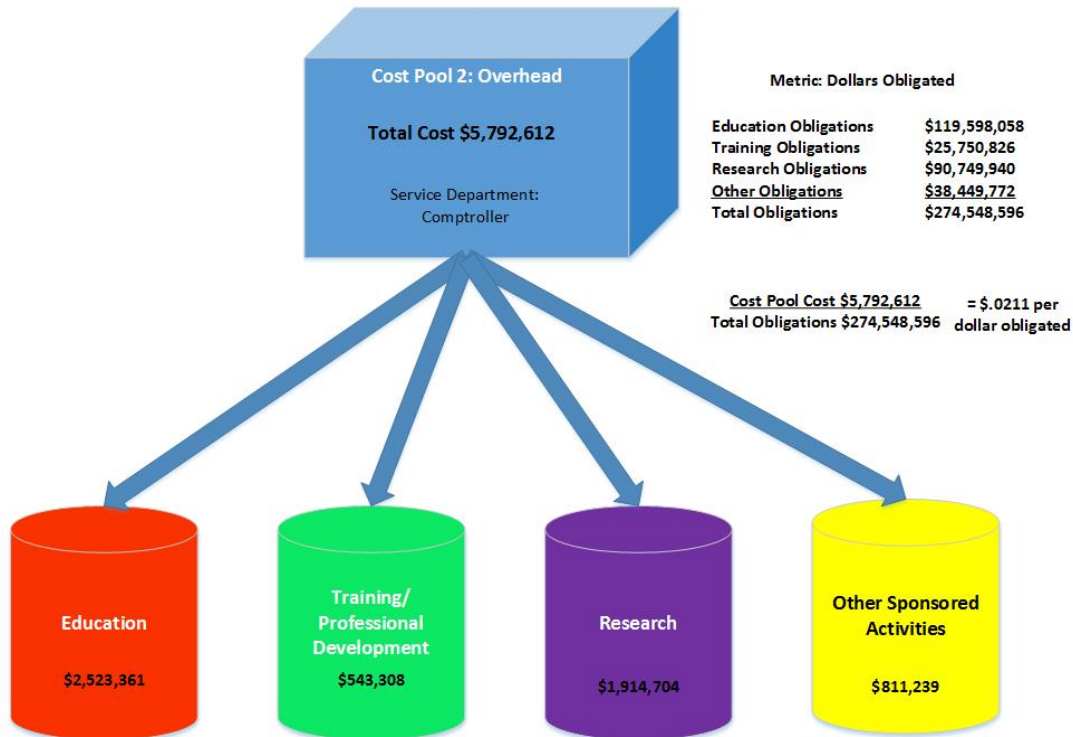 Cost Pool 2: Overhead
Total Cost $5,792,612
Service Department:
Comptroller
Metric: Dollars Obligated
Education Obligations $119,598,058
Training Obligations $25,750,826
Research Obligations $90,749,940
Other Obligations $38,449,772
Total Obligations $274,548,596
Cost Pool Cost $5,792,612 = $.0211 per
Total Obligations $274,548,596 dollar obligated
Education
$2,523,361
Training/
Professional
Development
$543,308
Research
$1,914,704
Other Sponsored
Activities
$811,239